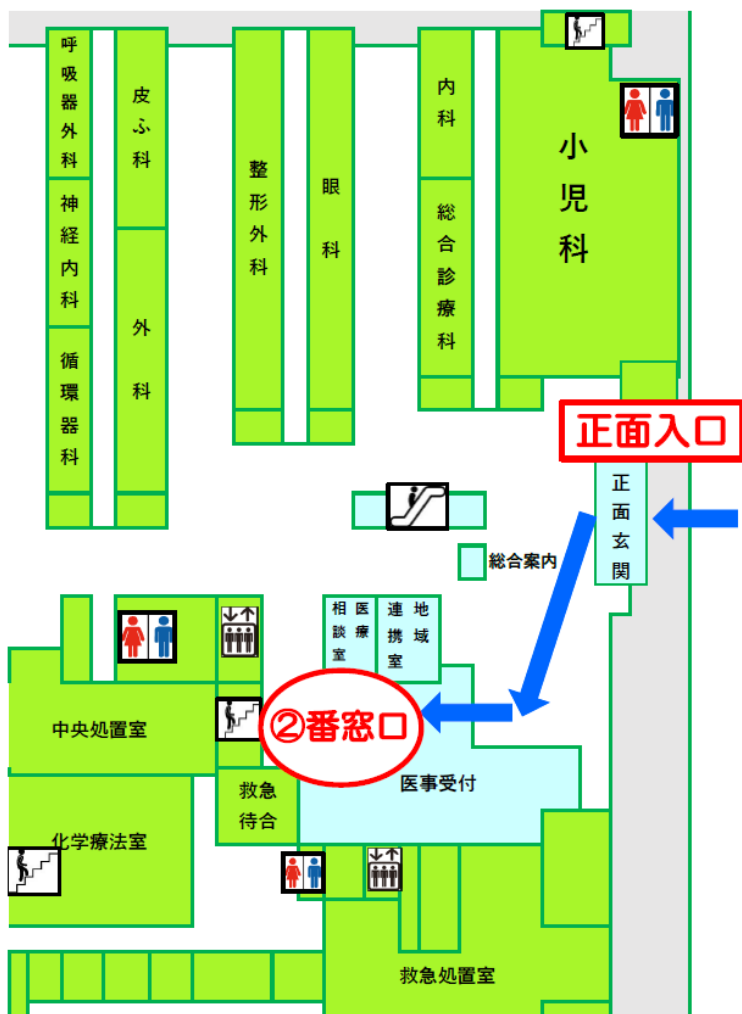 呼吸器外科
皮ふ科
整形外科
眼科
内科
小児科
神経内科
総合診療科
外科
循環器科
正面入口
正面玄関
総合案内
医療相談室
地域連携室
②番窓口
中央処置室
医事受付
救急
待合
化学療法室
救急処置室